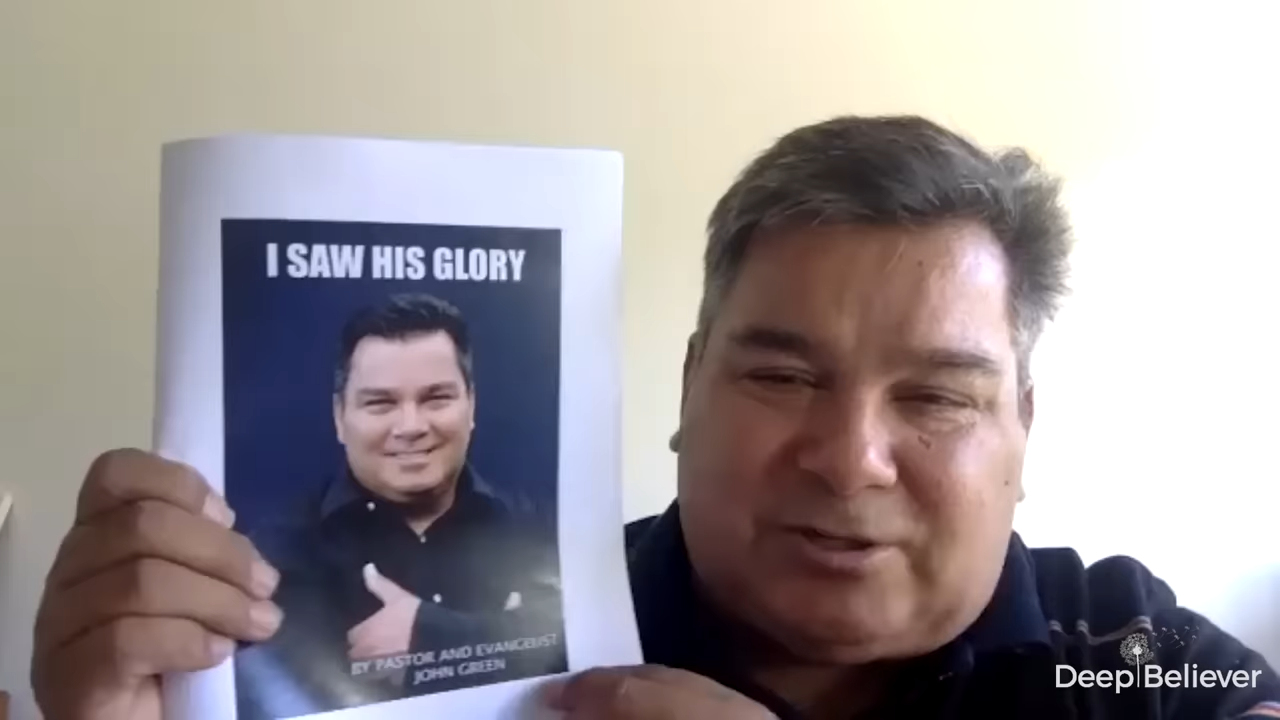 I SAW HIS GLORY
BY PASTOR AND EVANGELIST
JOHN GREEN
Deep Believer